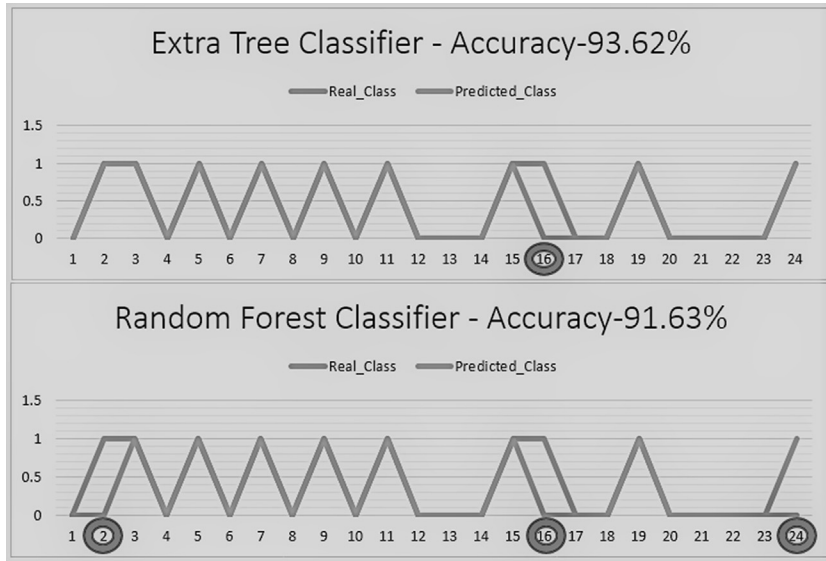 Extra Tree Classifier - Accuracy-93.62%
Real_Class Predicted_Class
1.5
1
0.5
0
1 2 3 4 5 6 7 8 9 10 11 12 13 14 15 16 17 18 19 20 21 22 23 24
Random Forest Classifier - Accuracy-91.63%
Real_Class Predicted_Class
1.5
1
0.5
0
1 2 3 4 5 6 7 8 9 10 11 12 13 14 15 16 17 18 19 20 21 22 23 24